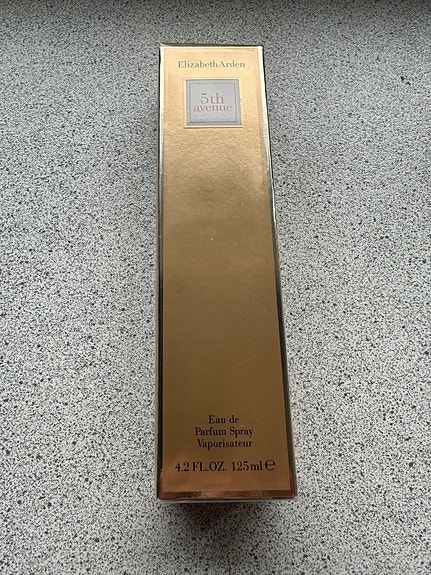 ElizabethArden
5th
avenue
Eau de
Parfum Spray
Vaporisateur
4.2 FL.OZ. 125ml ℮